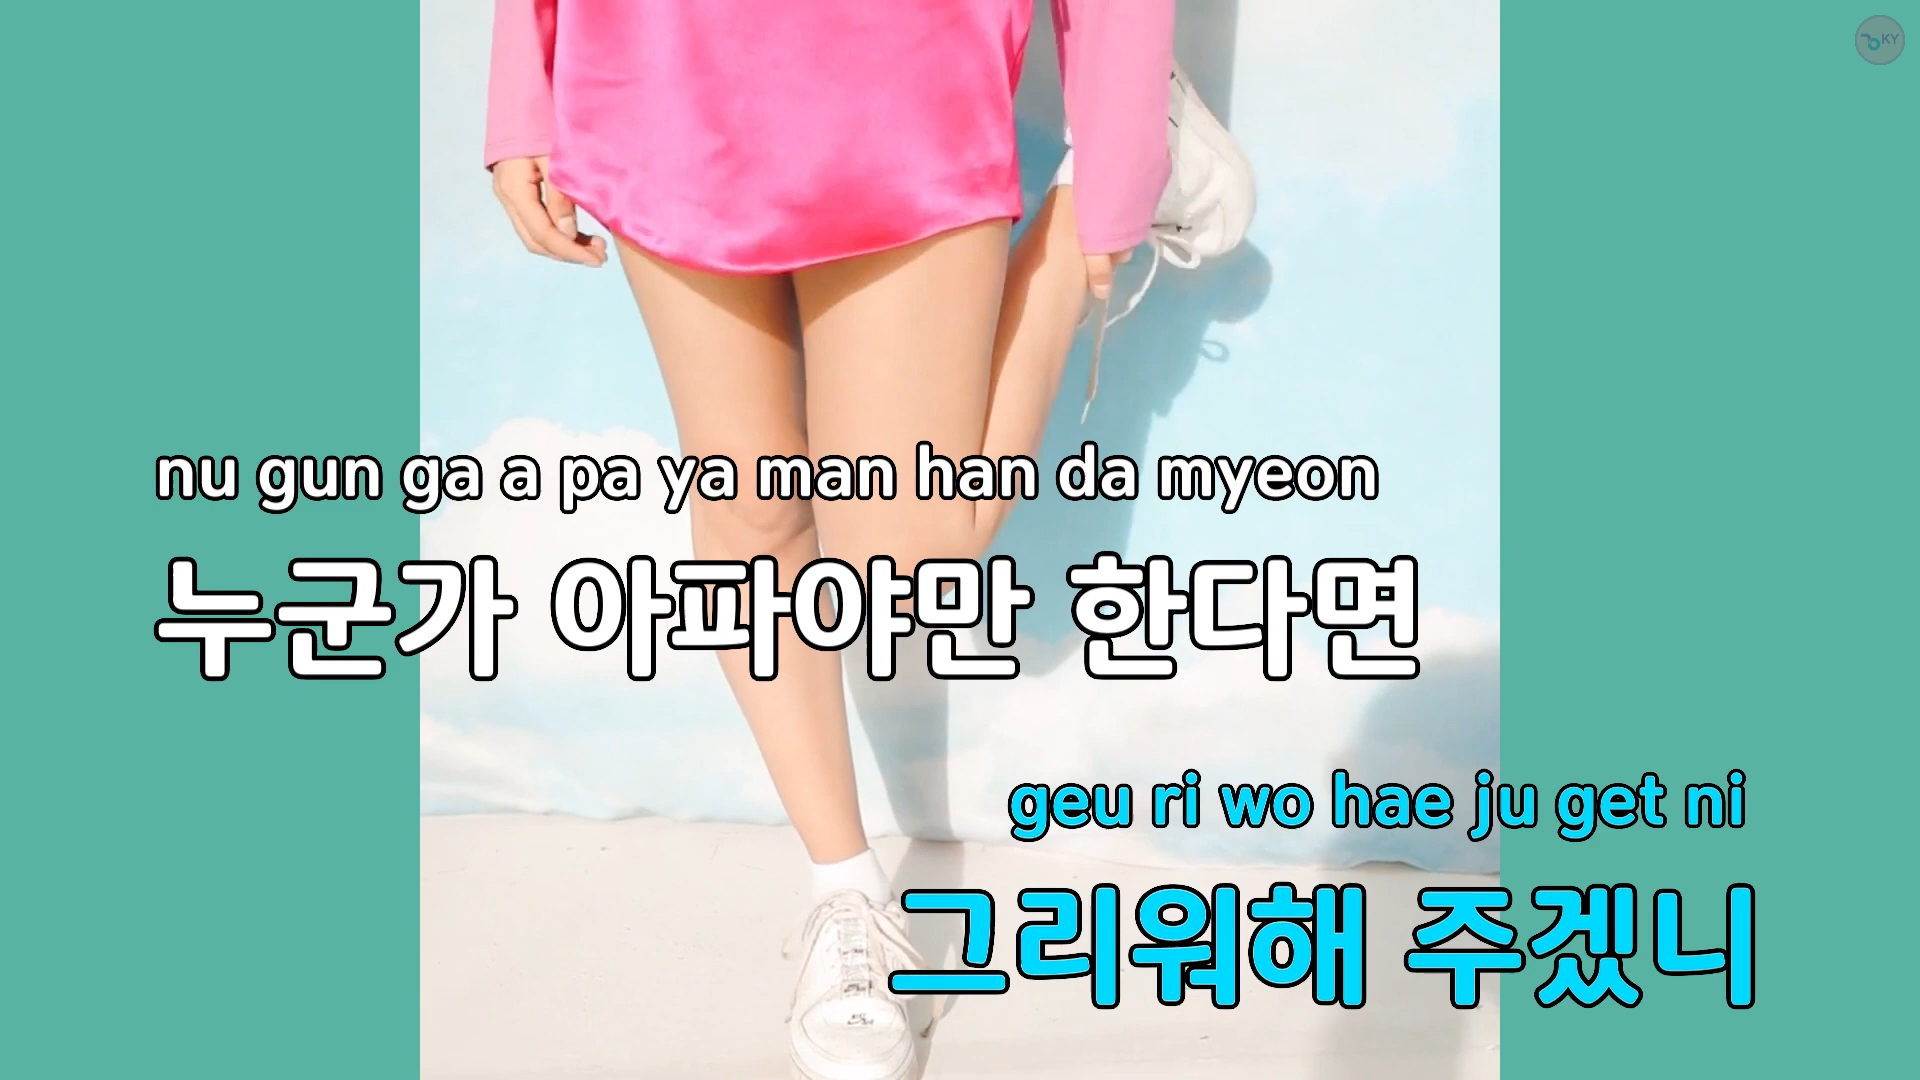 KY
nu gun ga a pa ya man han da myeon
누군가 아파야만 한다면
geu ri wo hae ju get ni
그리워해 주겠니